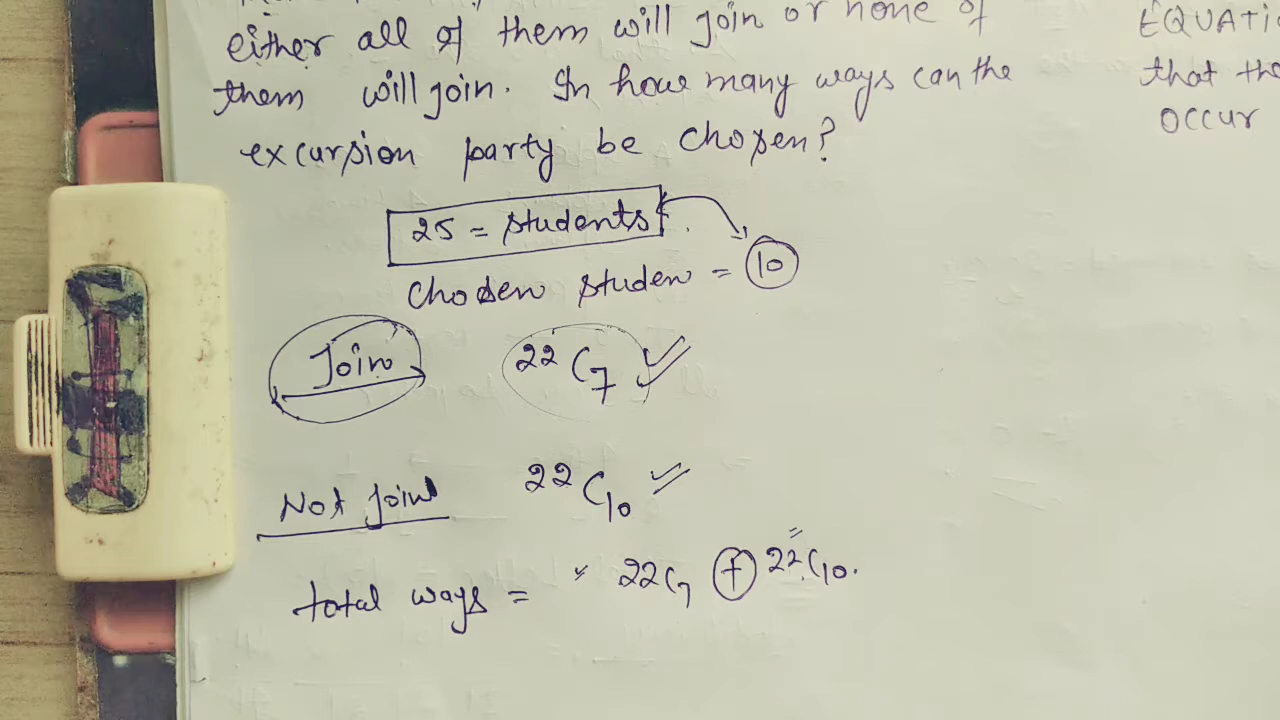 either all of them will join or none of
them will join. In how many ways can the
excursion party be chosen?
25 = students
chosen studen = 10
Join 22C7
Not join 22C10
total ways = 22C7 + 22C10.
EQUATI
that the
occur